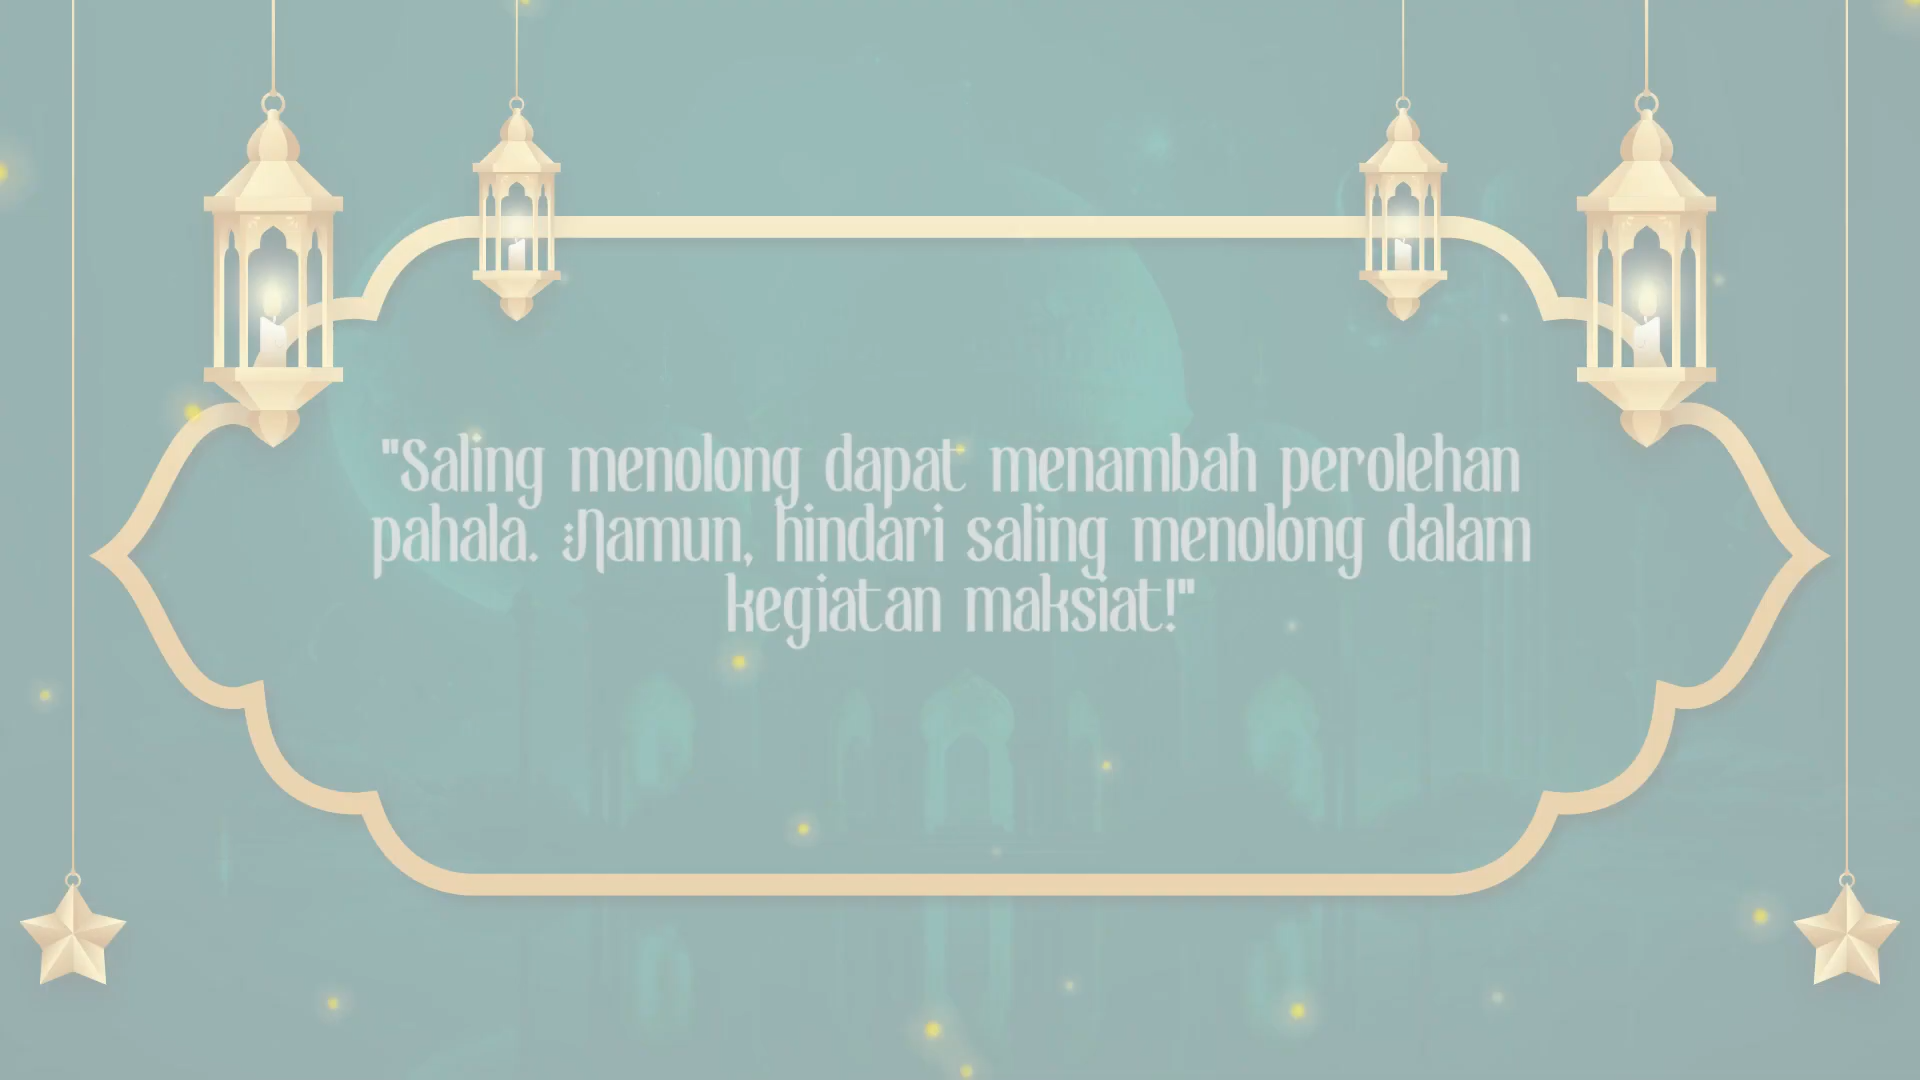 "Saling menolong dapat menambah perolehan
pahala. Namun, hindari saling menolong dalam
kegiatan maksiat!"